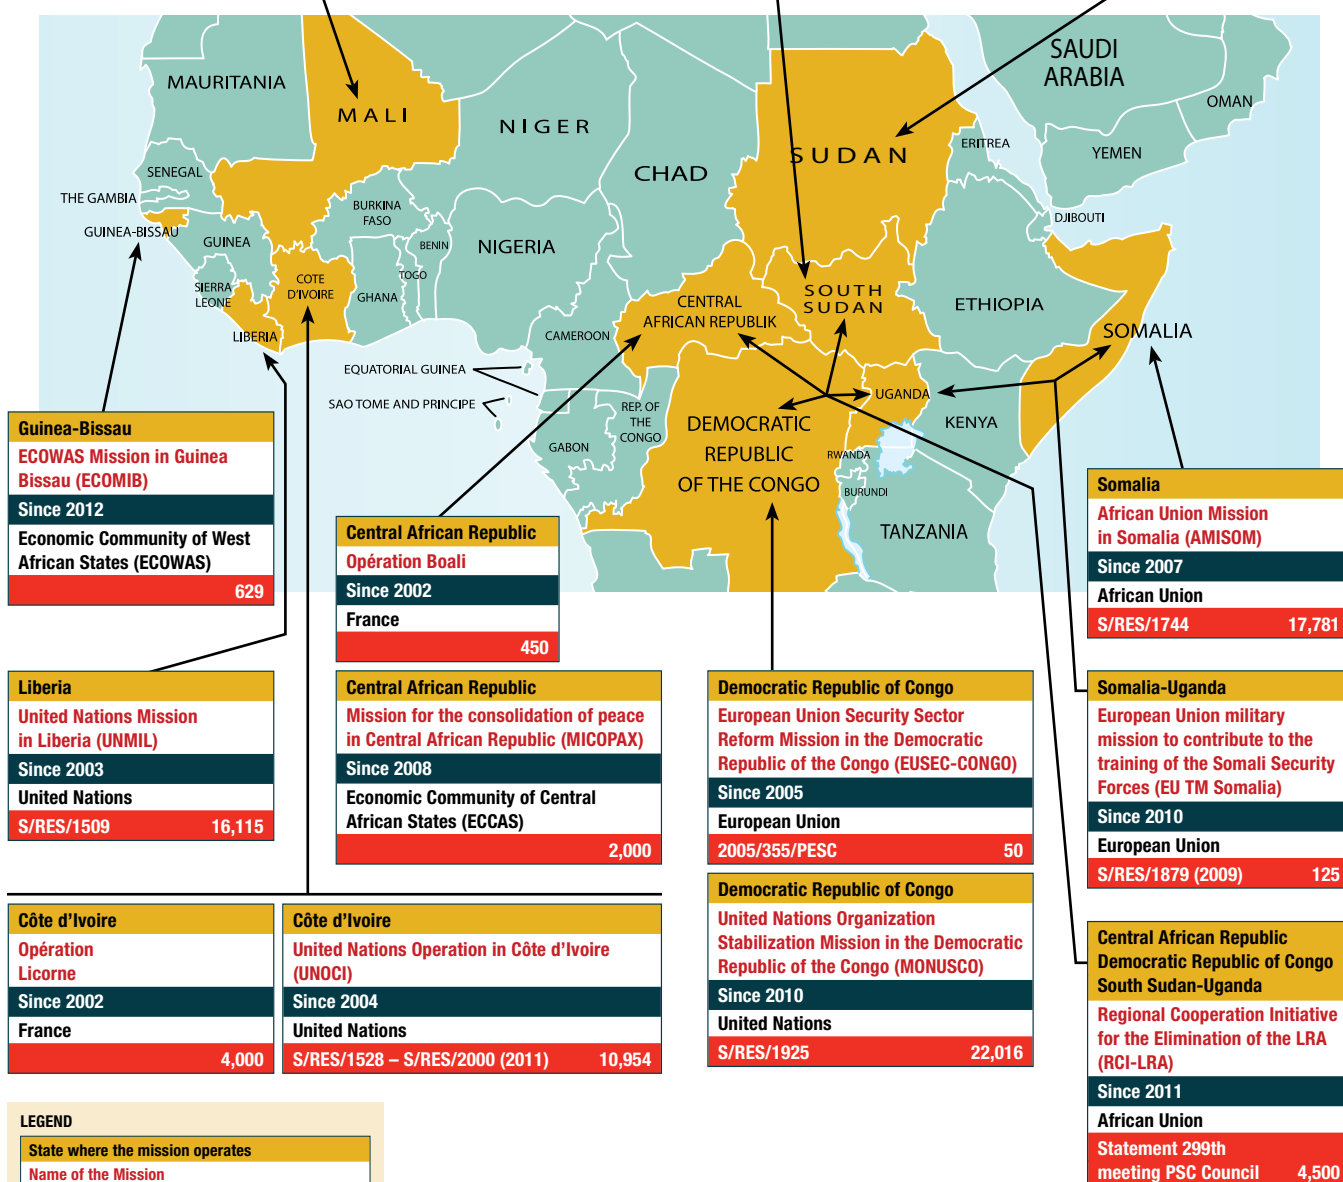 MAURITANIA
MALI
NIGER
CHAD
SUDAN
ERITREA
SAUDI
ARABIA
OMAN
YEMEN
SENEGAL
THE GAMBIA
GUINEA-BISSAU
GUINEA
SIERRA
LEONE
LIBERIA
COTE
D'IVOIRE
BURKINA
FASO
GHANA
TOGO
BENIN
NIGERIA
CAMEROON
CENTRAL
AFRICAN REPUBLIK
SOUTH
SUDAN
ETHIOPIA
DJIBOUTI
SOMALIA
EQUATORIAL GUINEA
SAO TOME AND PRINCIPE
GABON
REP. OF
THE
CONGO
DEMOCRATIC
REPUBLIC
OF THE CONGO
UGANDA
KENYA
RWANDA
BURUNDI
TANZANIA
Guinea-Bissau
ECOWAS Mission in Guinea
Bissau (ECOMIB)
Since 2012
Economic Community of West
African States (ECOWAS)
629
Central African Republic
Opération Boali
Since 2002
France
450
Somalia
African Union Mission
in Somalia (AMISOM)
Since 2007
African Union
S/RES/1744 17,781
Liberia
United Nations Mission
in Liberia (UNMIL)
Since 2003
United Nations
S/RES/1509 16,115
Central African Republic
Mission for the consolidation of peace
in Central African Republic (MICOPAX)
Since 2008
Economic Community of Central
African States (ECCAS)
2,000
Democratic Republic of Congo
European Union Security Sector
Reform Mission in the Democratic
Republic of the Congo (EUSEC-CONGO)
Since 2005
European Union
2005/355/PESC 50
Somalia-Uganda
European Union military
mission to contribute to the
training of the Somali Security
Forces (EU TM Somalia)
Since 2010
European Union
S/RES/1879 (2009) 125
Côte d'Ivoire
Opération
Licorne
Since 2002
France
4,000
Côte d'Ivoire
United Nations Operation in Côte d'Ivoire
(UNOCI)
Since 2004
United Nations
S/RES/1528 – S/RES/2000 (2011) 10,954
Democratic Republic of Congo
United Nations Organization
Stabilization Mission in the Democratic
Republic of the Congo (MONUSCO)
Since 2010
United Nations
S/RES/1925 22,016
Central African Republic
Democratic Republic of Congo
South Sudan-Uganda
Regional Cooperation Initiative
for the Elimination of the LRA
(RCI-LRA)
Since 2011
African Union
Statement 299th
meeting PSC Council 4,500
LEGEND
State where the mission operates
Name of the Mission